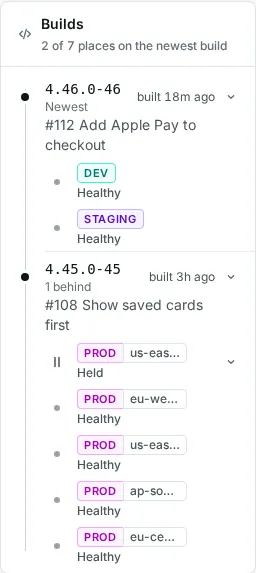 Builds
2 of 7 places on the newest build
4.46.0-46 built 18m ago
Newest
#112 Add Apple Pay to
checkout
DEV
Healthy
STAGING
Healthy
4.45.0-45 built 3h ago
1 behind
#108 Show saved cards
first
PROD us-eas...
Held
PROD eu-we...
Healthy
PROD us-eas...
Healthy
PROD ap-so...
Healthy
PROD eu-ce...
Healthy